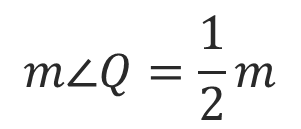 m∠Q = 1/2 m